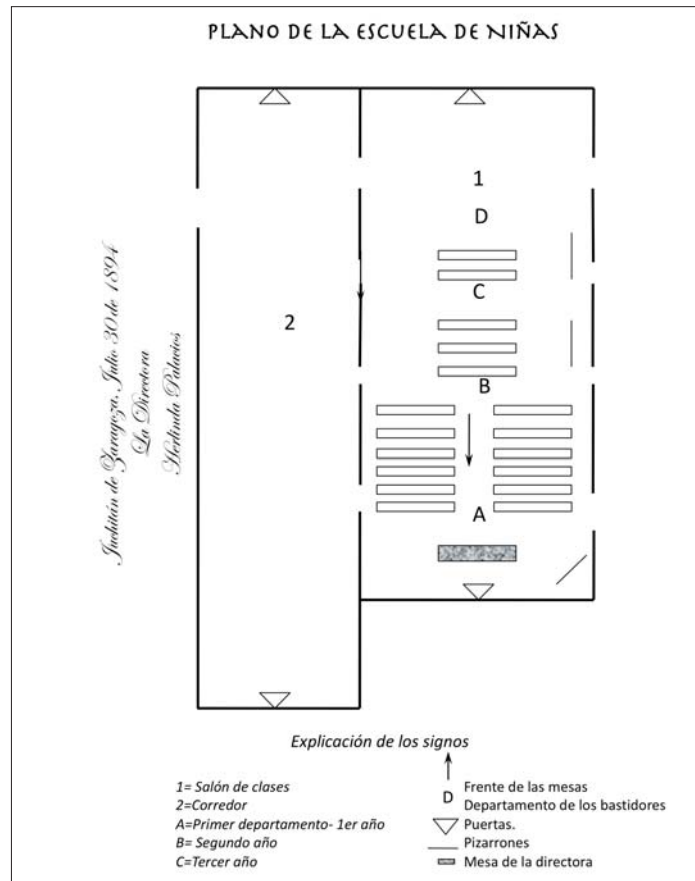 PLANO DE LA ESCUELA DE NIÑAS
1
D
C
2
B
A
Juchitán de Zaragoza, Julio 30 de 1894
La Directora
Herlinda Palacios
Explicación de los signos
1= Salón de clases
2=Corredor
A=Primer departamento- 1er año
B= Segundo año
C=Tercer año
Frente de las mesas
D Departamento de los bastidores
Puertas.
Pizarrones
Mesa de la directora